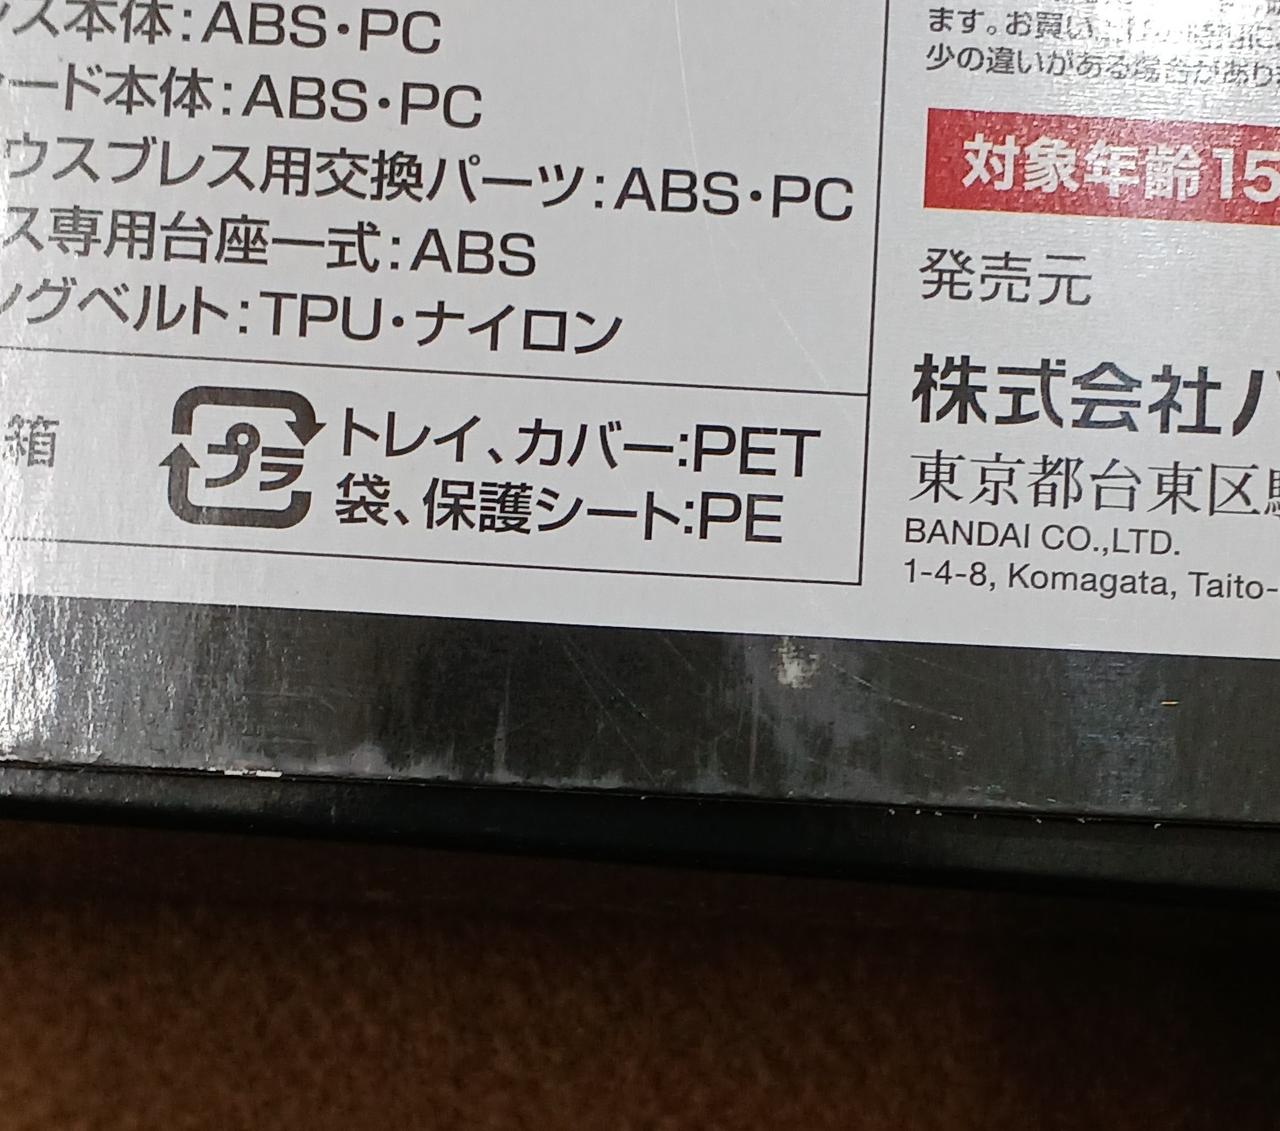 ス本体:ABS・PC
ード本体:ABS・PC
ウスブレス用交換パーツ:ABS・PC
ス専用台座一式:ABS
ングベルト:TPU・ナイロン
箱
プラ
トレイ、カバー:PET
袋、保護シート:PE
ます。お買い
少の違いがある場合があり
対象年齢15
発売元
株式会社バ
東京都台東区駒
BANDAI CO.,LTD.
1-4-8, Komagata, Taito-